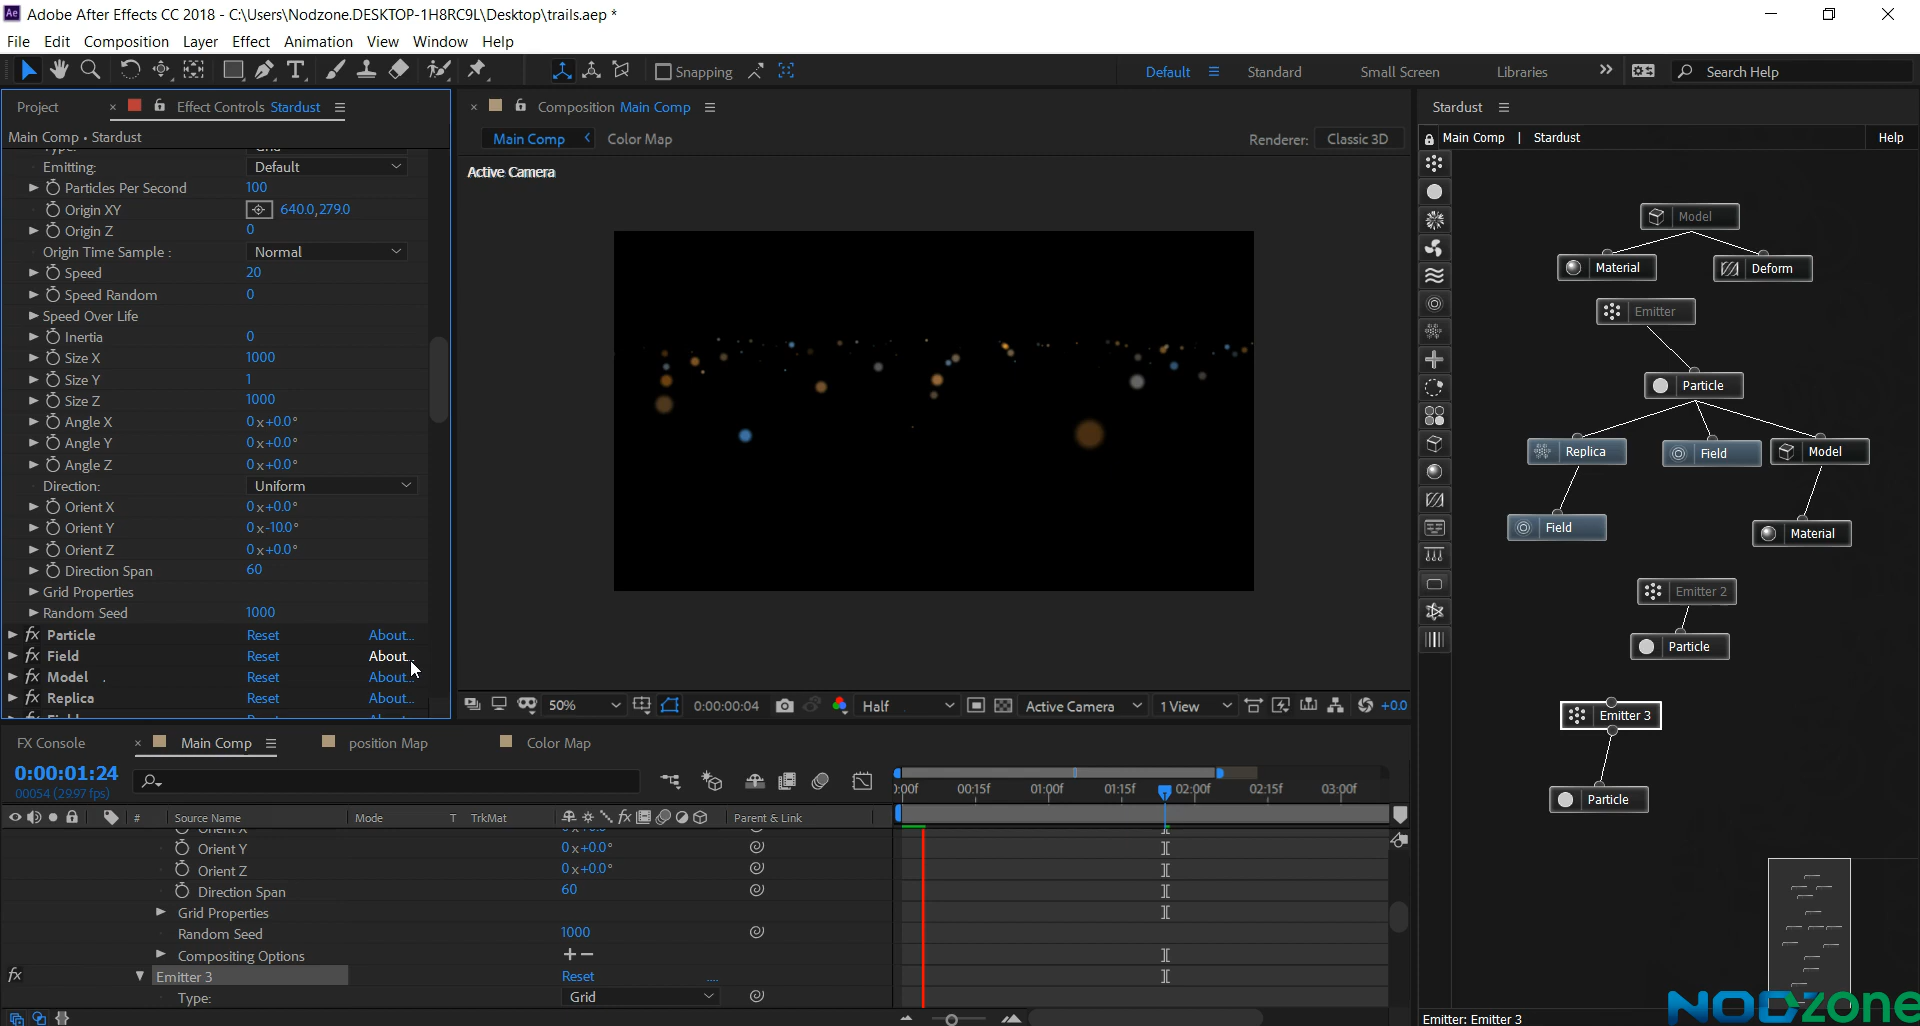 Adobe After Effects CC 2018 - C:\Users\Nodzone.DESKTOP-1H8RC9L\Desktop\trails.aep *
File Edit Composition Layer Effect Animation View Window Help
Snapping
Default Standard Small Screen Libraries Search Help
Project × Effect Controls Stardust
Main Comp • Stardust
Emitting: Default
Particles Per Second 100
Origin XY 640.0,279.0
Origin Z 0
Origin Time Sample : Normal
Speed 20
Speed Random 0
Speed Over Life
Inertia 0
Size X 1000
Size Y 1
Size Z 1000
Angle X 0x+0.0°
Angle Y 0x+0.0°
Angle Z 0x+0.0°
Direction: Uniform
Orient X 0x+0.0°
Orient Y 0x-10.0°
Orient Z 0x+0.0°
Direction Span 60
Grid Properties
Random Seed 1000
fx Particle Reset About...
fx Field Reset About...
fx Model . Reset About...
fx Replica Reset About...
× Composition Main Comp
Main Comp < Color Map
Renderer: Classic 3D
Active Camera
50% 0:00:00:04 Half Active Camera 1 View +0.0
Stardust
Main Comp | Stardust Help
Model
Material Deform
Emitter
Particle
Replica Field Model
Field Material
Emitter 2
Particle
Emitter 3
Particle
FX Console × Main Comp position Map Color Map
0:00:01:24
00054 (29.97 fps)
:00f 00:15f 01:00f 01:15f 02:00f 02:15f 03:00f
# Source Name Mode T TrkMat fx Parent & Link
Orient X 0x+0.0°
Orient Y 0x+0.0°
Orient Z 0x+0.0°
Direction Span 60
Grid Properties
Random Seed 1000
Compositing Options + −
fx Emitter 3 Reset ....
Type: Grid
NODzone
Emitter: Emitter 3